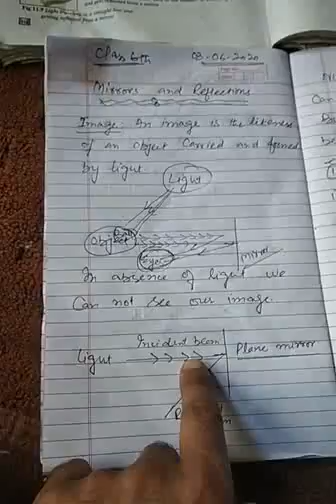 Class 6th 03-06-2020
Mirrors and Reflections
Image: An image is the likeness
of an object Carried and formed
by light.
Light
Object
Eyes
Mirror
In absence of light we
Can not see our image.
Incident beam
Light
Plane mirror